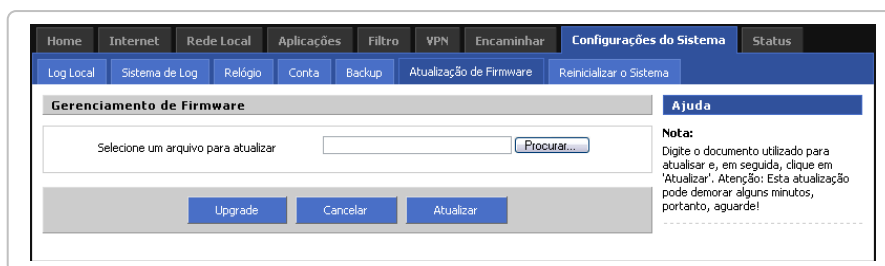 Home Internet Rede Local Aplicações Filtro VPN Encaminhar Configurações do Sistema Status
Log Local Sistema de Log Relógio Conta Backup Atualização de Firmware Reinicializar o Sistema
Gerenciamento de Firmware
Selecione um arquivo para atualizar Procurar...
Upgrade Cancelar Atualizar
Ajuda
Nota:
Digite o documento utilizado para
atualisar e, em seguida, clique em
'Atualizar'. Atenção: Esta atualização
pode demorar alguns minutos,
portanto, aguarde!